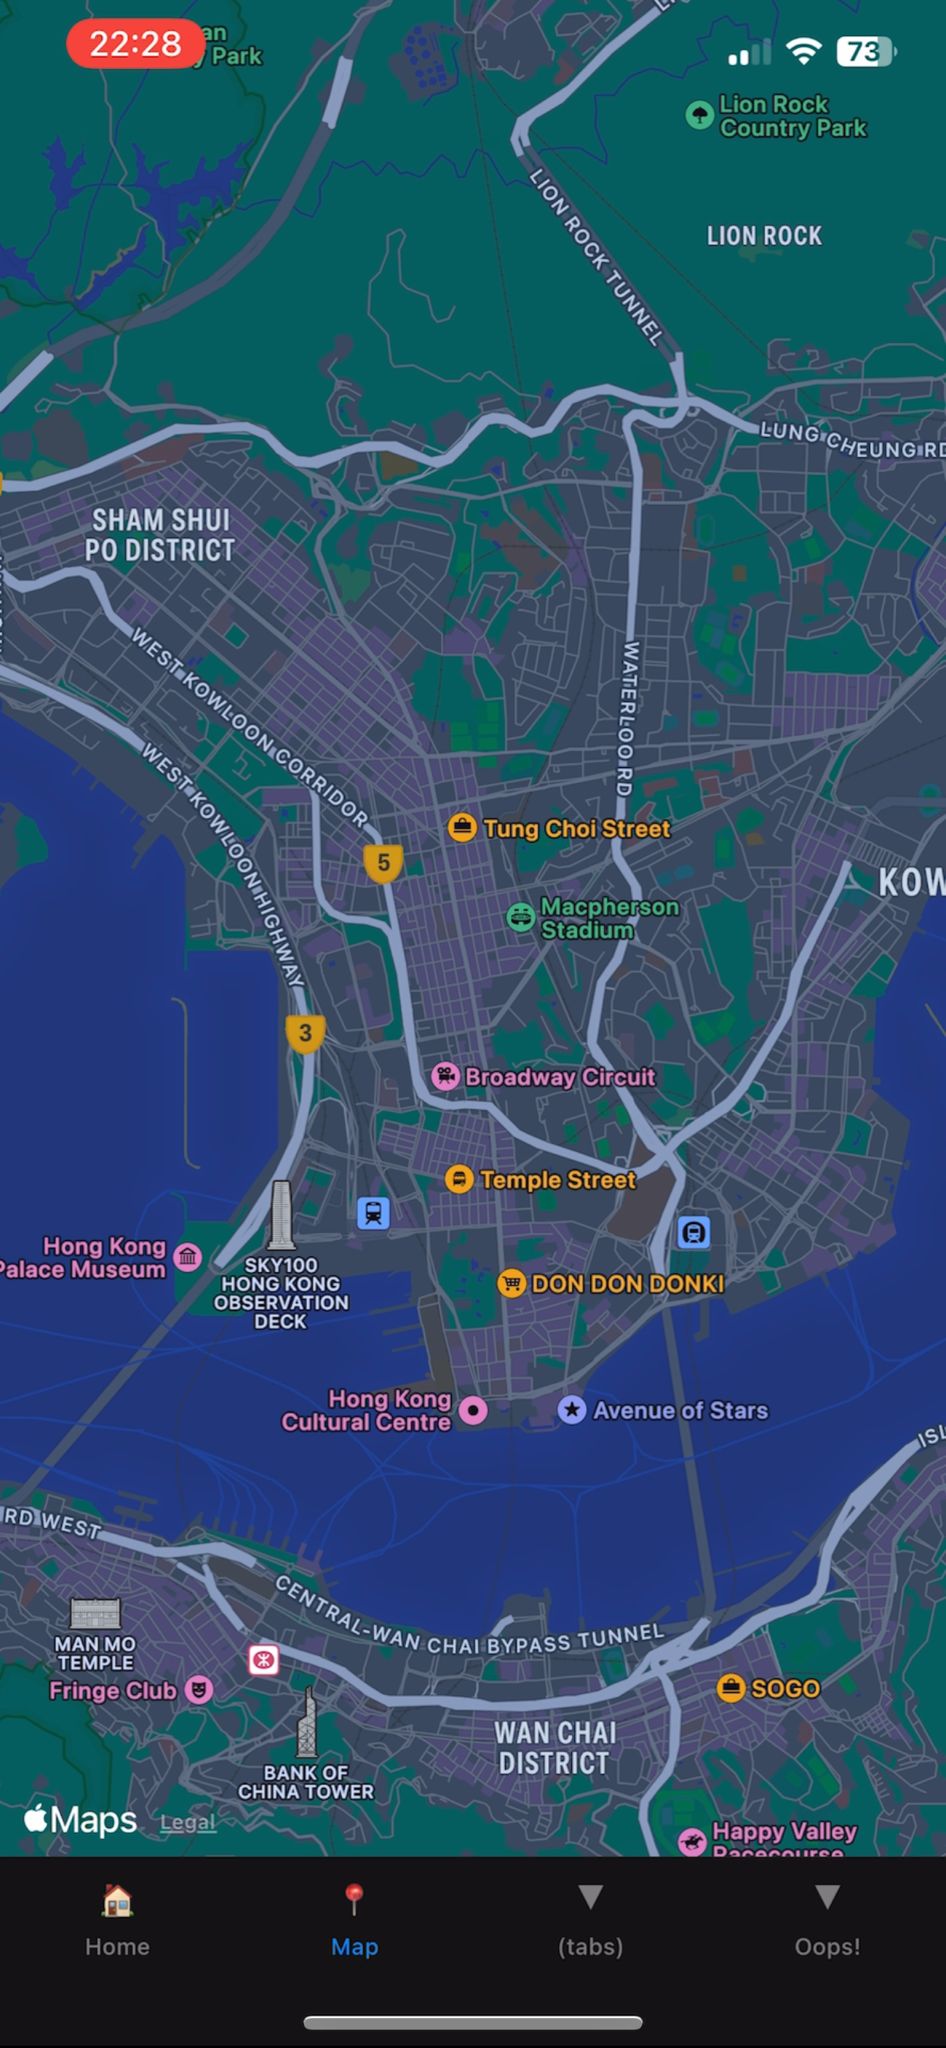 22:28
73
an
y Park
Lion Rock
Country Park
LION ROCK
LION ROCK TUNNEL
LUNG CHEUNG RD
SHAM SHUI
PO DISTRICT
WEST KOWLOON CORRIDOR
WEST KOWLOON HIGHWAY
WATERLOO RD
Tung Choi Street
5
KOW
Macpherson
Stadium
3
Broadway Circuit
Temple Street
Hong Kong
Palace Museum
SKY100
HONG KONG
OBSERVATION
DECK
DON DON DONKI
Hong Kong
Cultural Centre
Avenue of Stars
ISL
RD WEST
CENTRAL-WAN CHAI BYPASS TUNNEL
MAN MO
TEMPLE
Fringe Club
SOGO
WAN CHAI
DISTRICT
BANK OF
CHINA TOWER
Maps
Legal
Happy Valley
Racecourse
Home
Map
(tabs)
Oops!